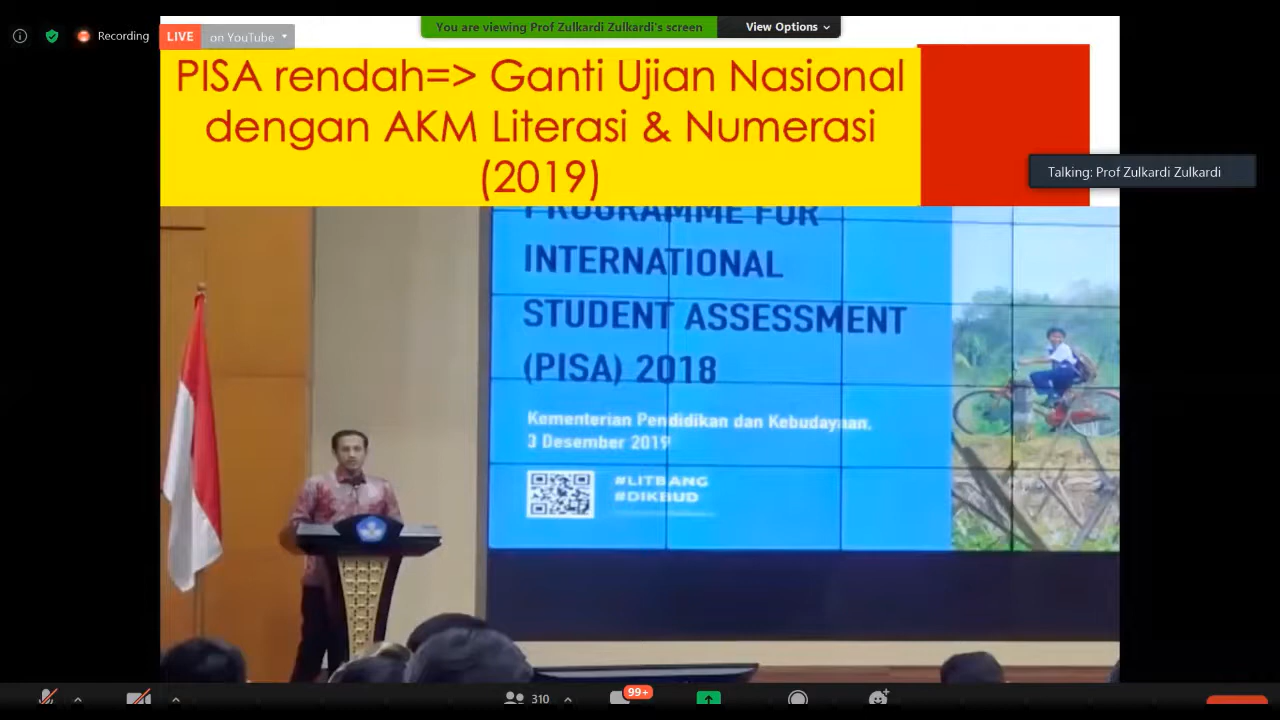 Recording
LIVE
on YouTube
You are viewing Prof Zulkardi Zulkardi's screen
View Options
PISA rendah=> Ganti Ujian Nasional
dengan AKM Literasi & Numerasi
(2019)
Talking: Prof Zulkardi Zulkardi
PROGRAMME FOR
INTERNATIONAL
STUDENT ASSESSMENT
(PISA) 2018
Kementerian Pendidikan dan Kebudayaan,
3 Desember 2019
#LITBANG
#DIKBUD
310
99+